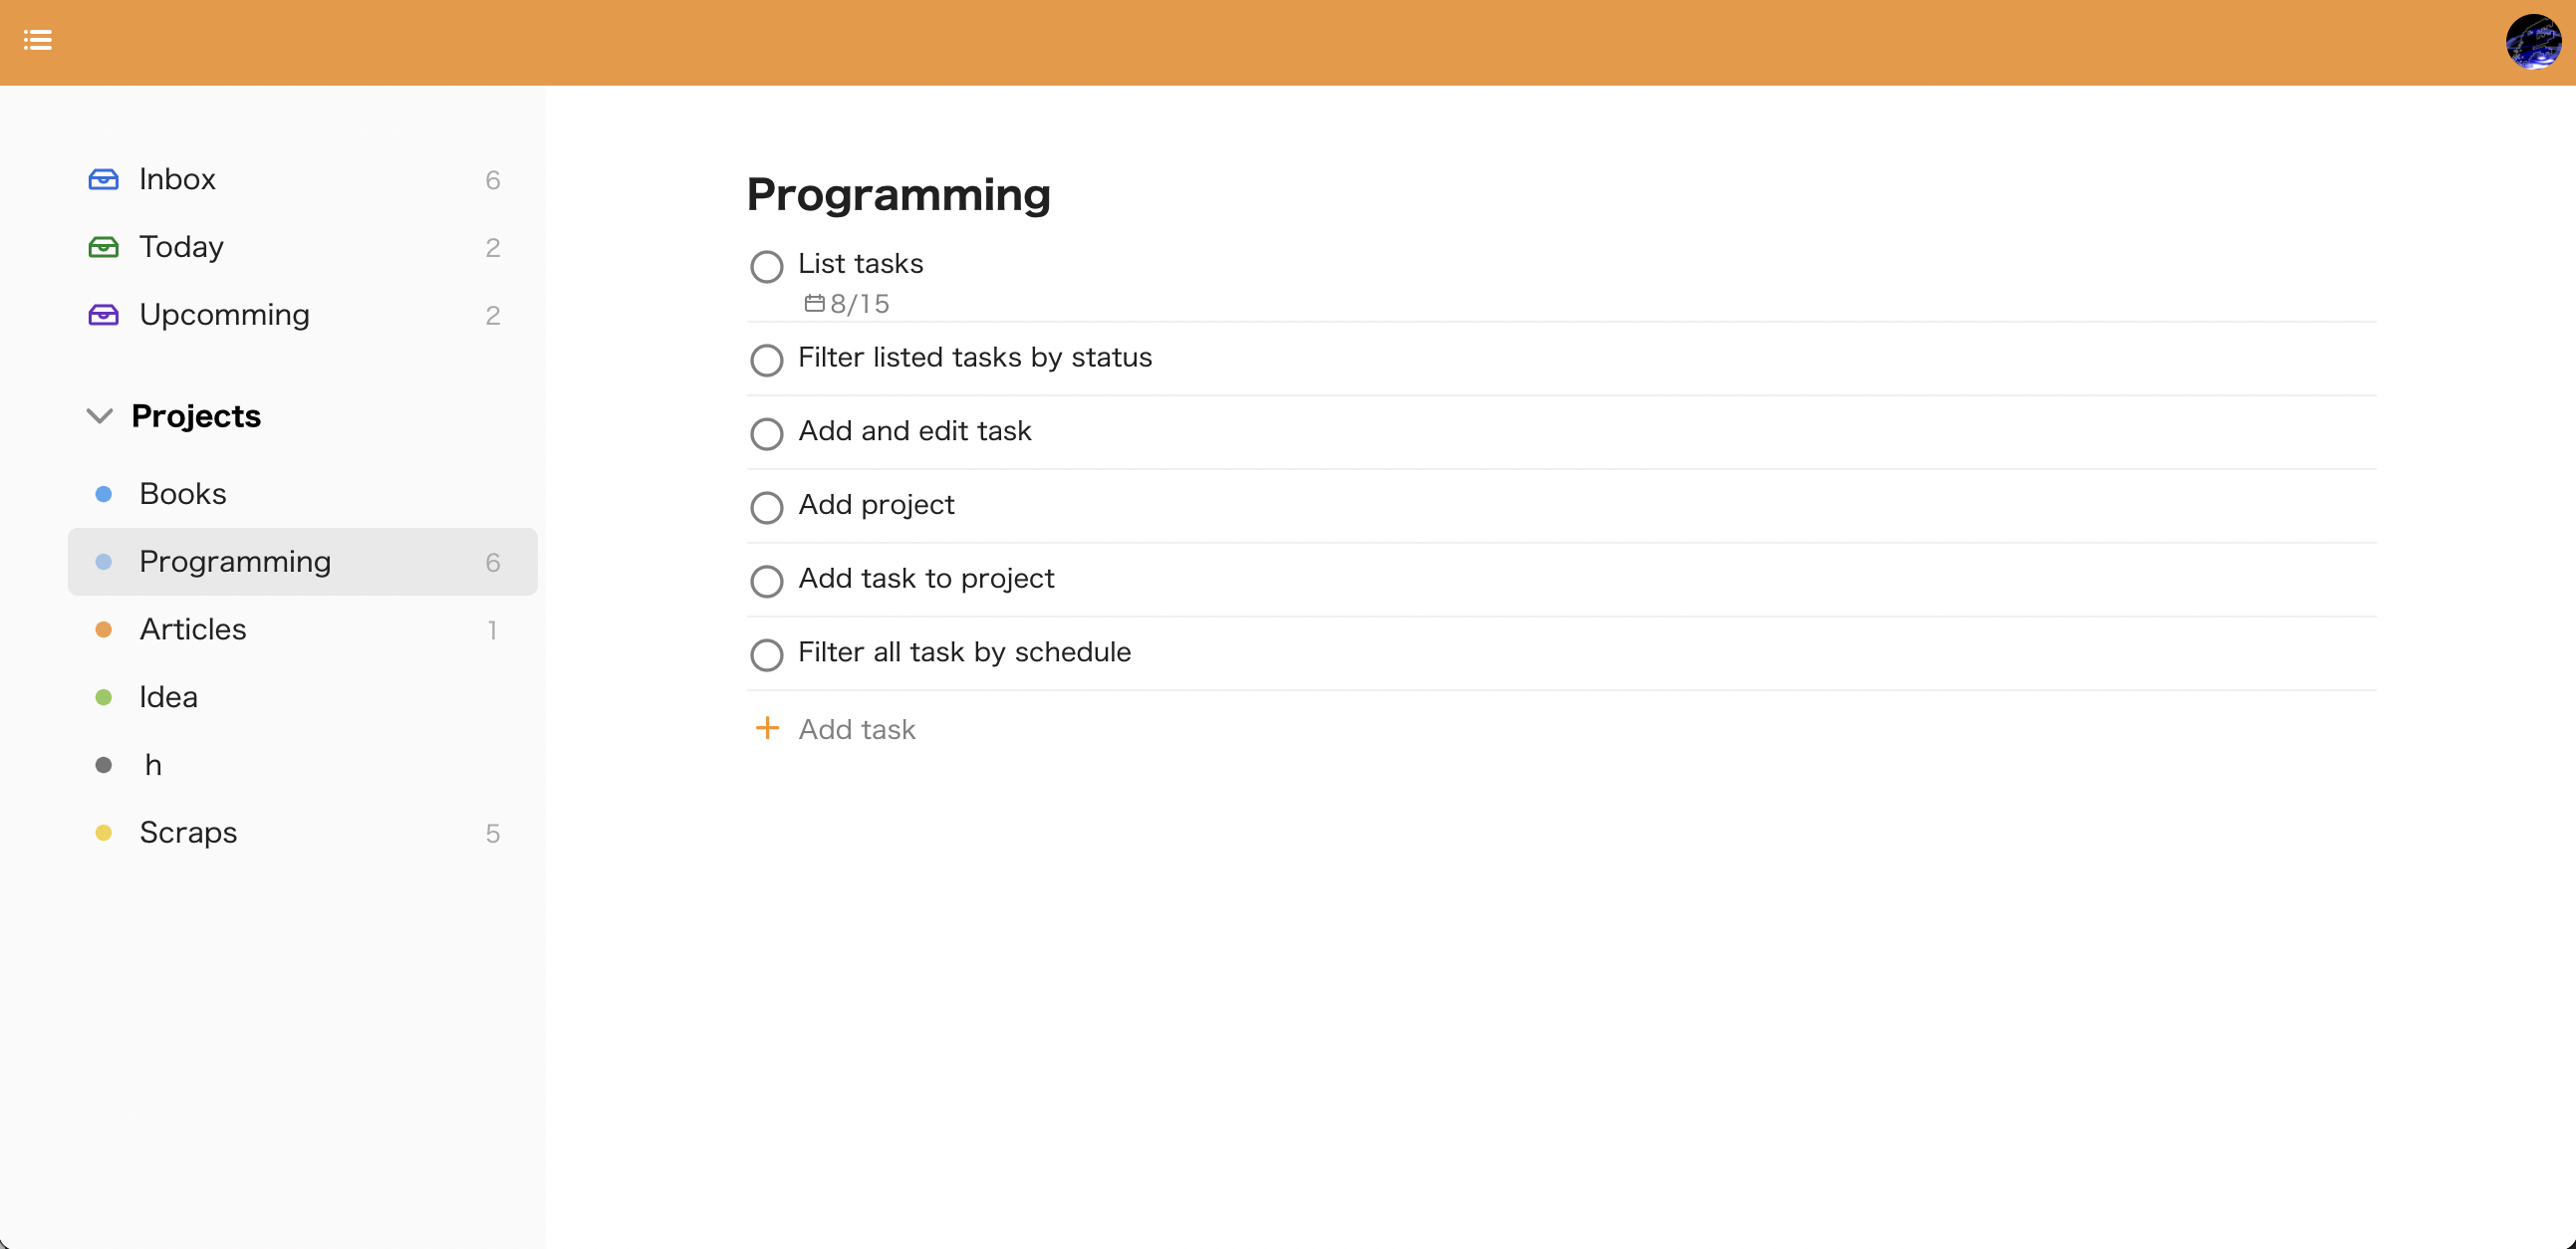 Inbox 6
Today 2
Upcomming 2
Projects
Books
Programming 6
Articles 1
Idea
h
Scraps 5
Programming
List tasks
8/15
Filter listed tasks by status
Add and edit task
Add project
Add task to project
Filter all task by schedule
Add task